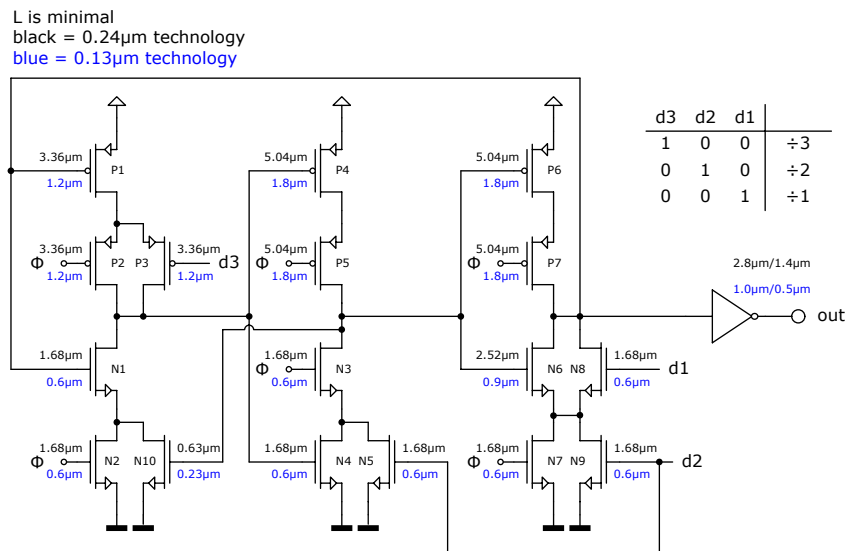 L is minimal
black = 0.24µm technology
blue = 0.13µm technology
d3 d2 d1
1 0 0 ÷3
0 1 0 ÷2
0 0 1 ÷1
3.36µm
1.2µm
P1
5.04µm
1.8µm
P4
5.04µm
1.8µm
P6
3.36µm
Φ
1.2µm
P2
P3
3.36µm
d3
1.2µm
5.04µm
Φ
1.8µm
P5
5.04µm
Φ
1.8µm
P7
2.8µm/1.4µm
1.0µm/0.5µm
out
1.68µm
0.6µm
N1
1.68µm
Φ
0.6µm
N3
2.52µm
0.9µm
N6
N8
1.68µm
d1
0.6µm
1.68µm
Φ
0.6µm
N2
N10
0.63µm
0.23µm
1.68µm
0.6µm
N4
N5
1.68µm
0.6µm
1.68µm
Φ
0.6µm
N7
N9
1.68µm
d2
0.6µm